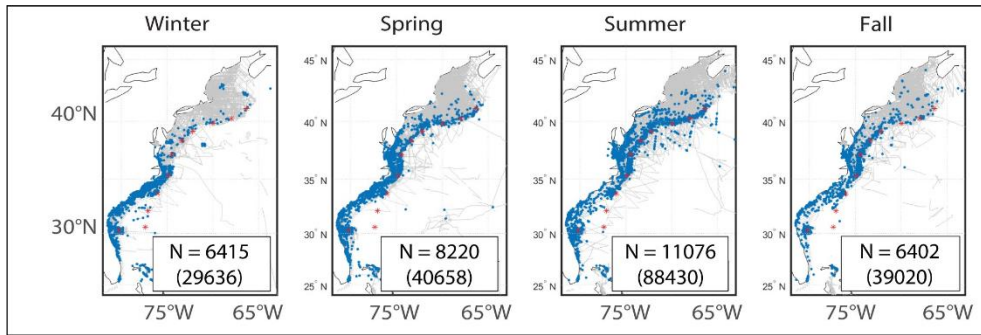 Winter
Spring
Summer
Fall
40°N
30°N
45° N
40° N
35° N
30° N
25° N
45° N
40° N
35° N
30° N
25° N
45° N
40° N
35° N
30° N
25° N
N = 6415
(29636)
N = 8220
(40658)
N = 11076
(88430)
N = 6402
(39020)
75°W 65°W
75°W 65°W
75°W 65°W
75°W 65°W